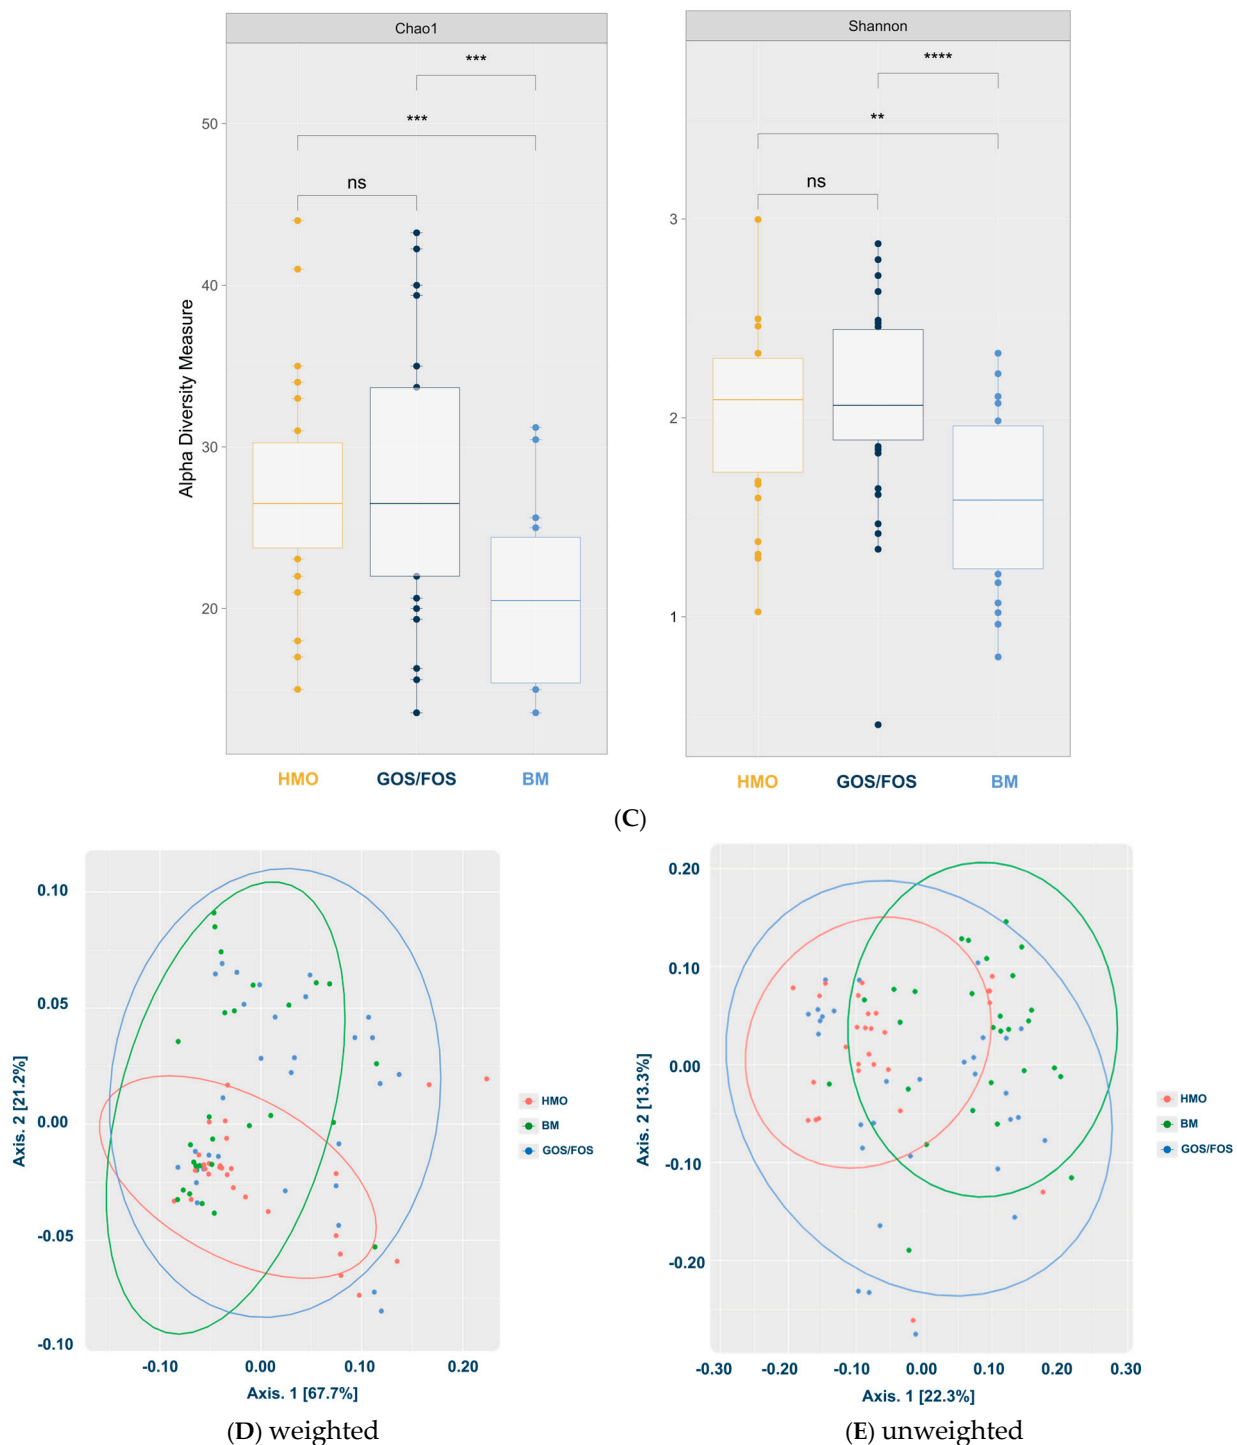 Chao1
Shannon
***
****
***
**
ns
ns
50
40
30
20
3
2
1
Alpha Diversity Measure
HMO GOS/FOS BM
HMO GOS/FOS BM
(C)
0.10
0.05
0.00
-0.05
-0.10
Axis. 2 [21.2%]
-0.10 0.00 0.10 0.20
Axis. 1 [67.7%]
HMO
BM
GOS/FOS
(D) weighted
0.20
0.10
0.00
-0.10
-0.20
Axis. 2 [13.3%]
-0.30 -0.20 -0.10 0.00 0.10 0.20 0.30
Axis. 1 [22.3%]
HMO
BM
GOS/FOS
(E) unweighted